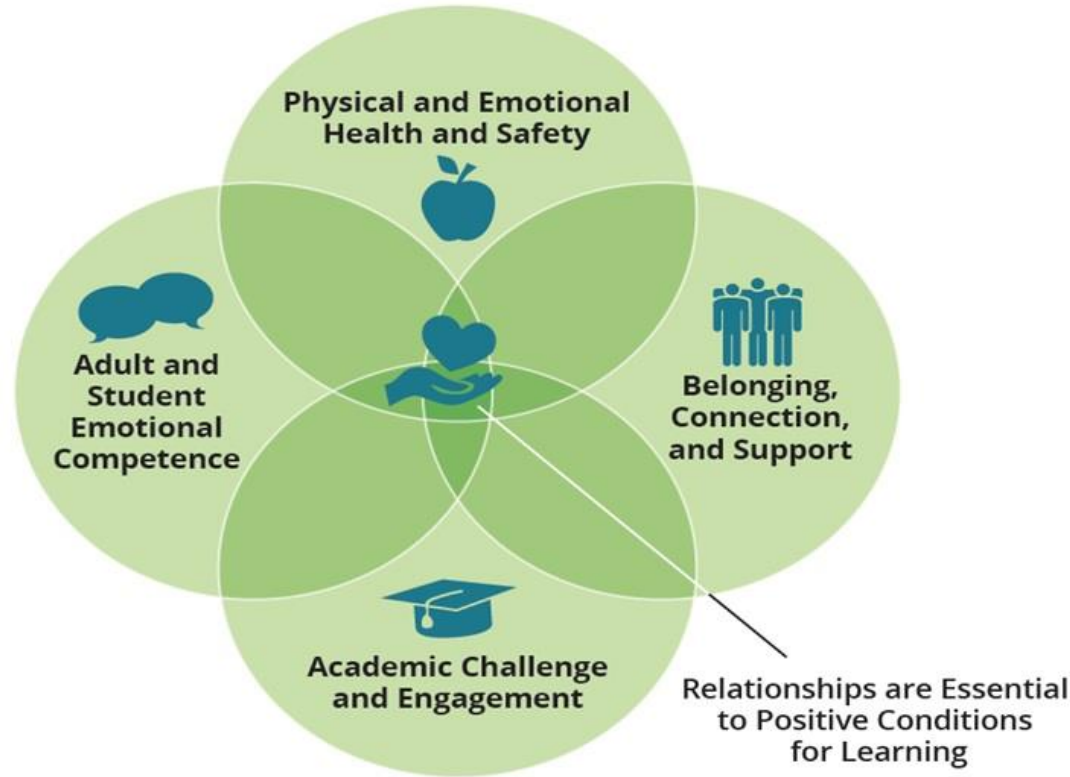 Physical and Emotional
Health and Safety
Adult and
Student
Emotional
Competence
Belonging,
Connection,
and Support
Academic Challenge
and Engagement
Relationships are Essential
to Positive Conditions
for Learning